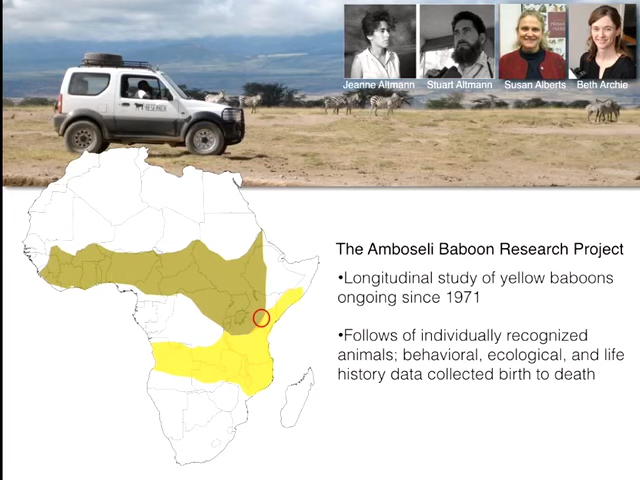 Jeanne Altmann
Stuart Altmann
Susan Alberts
Beth Archie
RESEARCH
The Amboseli Baboon Research Project
•Longitudinal study of yellow baboons
ongoing since 1971
•Follows of individually recognized
animals; behavioral, ecological, and life
history data collected birth to death